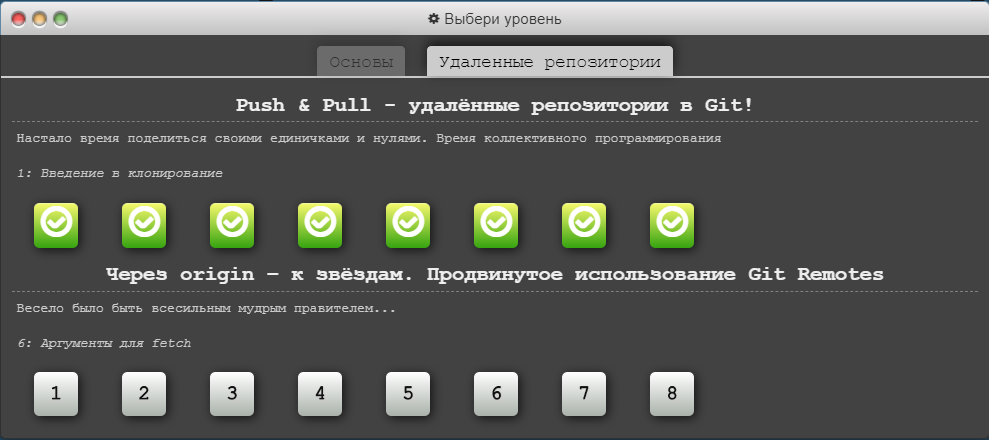 Выбери уровень
Основы
Удаленные репозитории
Push & Pull - удалённые репозитории в Git!
Настало время поделиться своими единичками и нулями. Время коллективного программирования
1: Введение в клонирование
Через origin – к звёздам. Продвинутое использование Git Remotes
Весело было быть всесильным мудрым правителем...
6: Аргументы для fetch
1 2 3 4 5 6 7 8